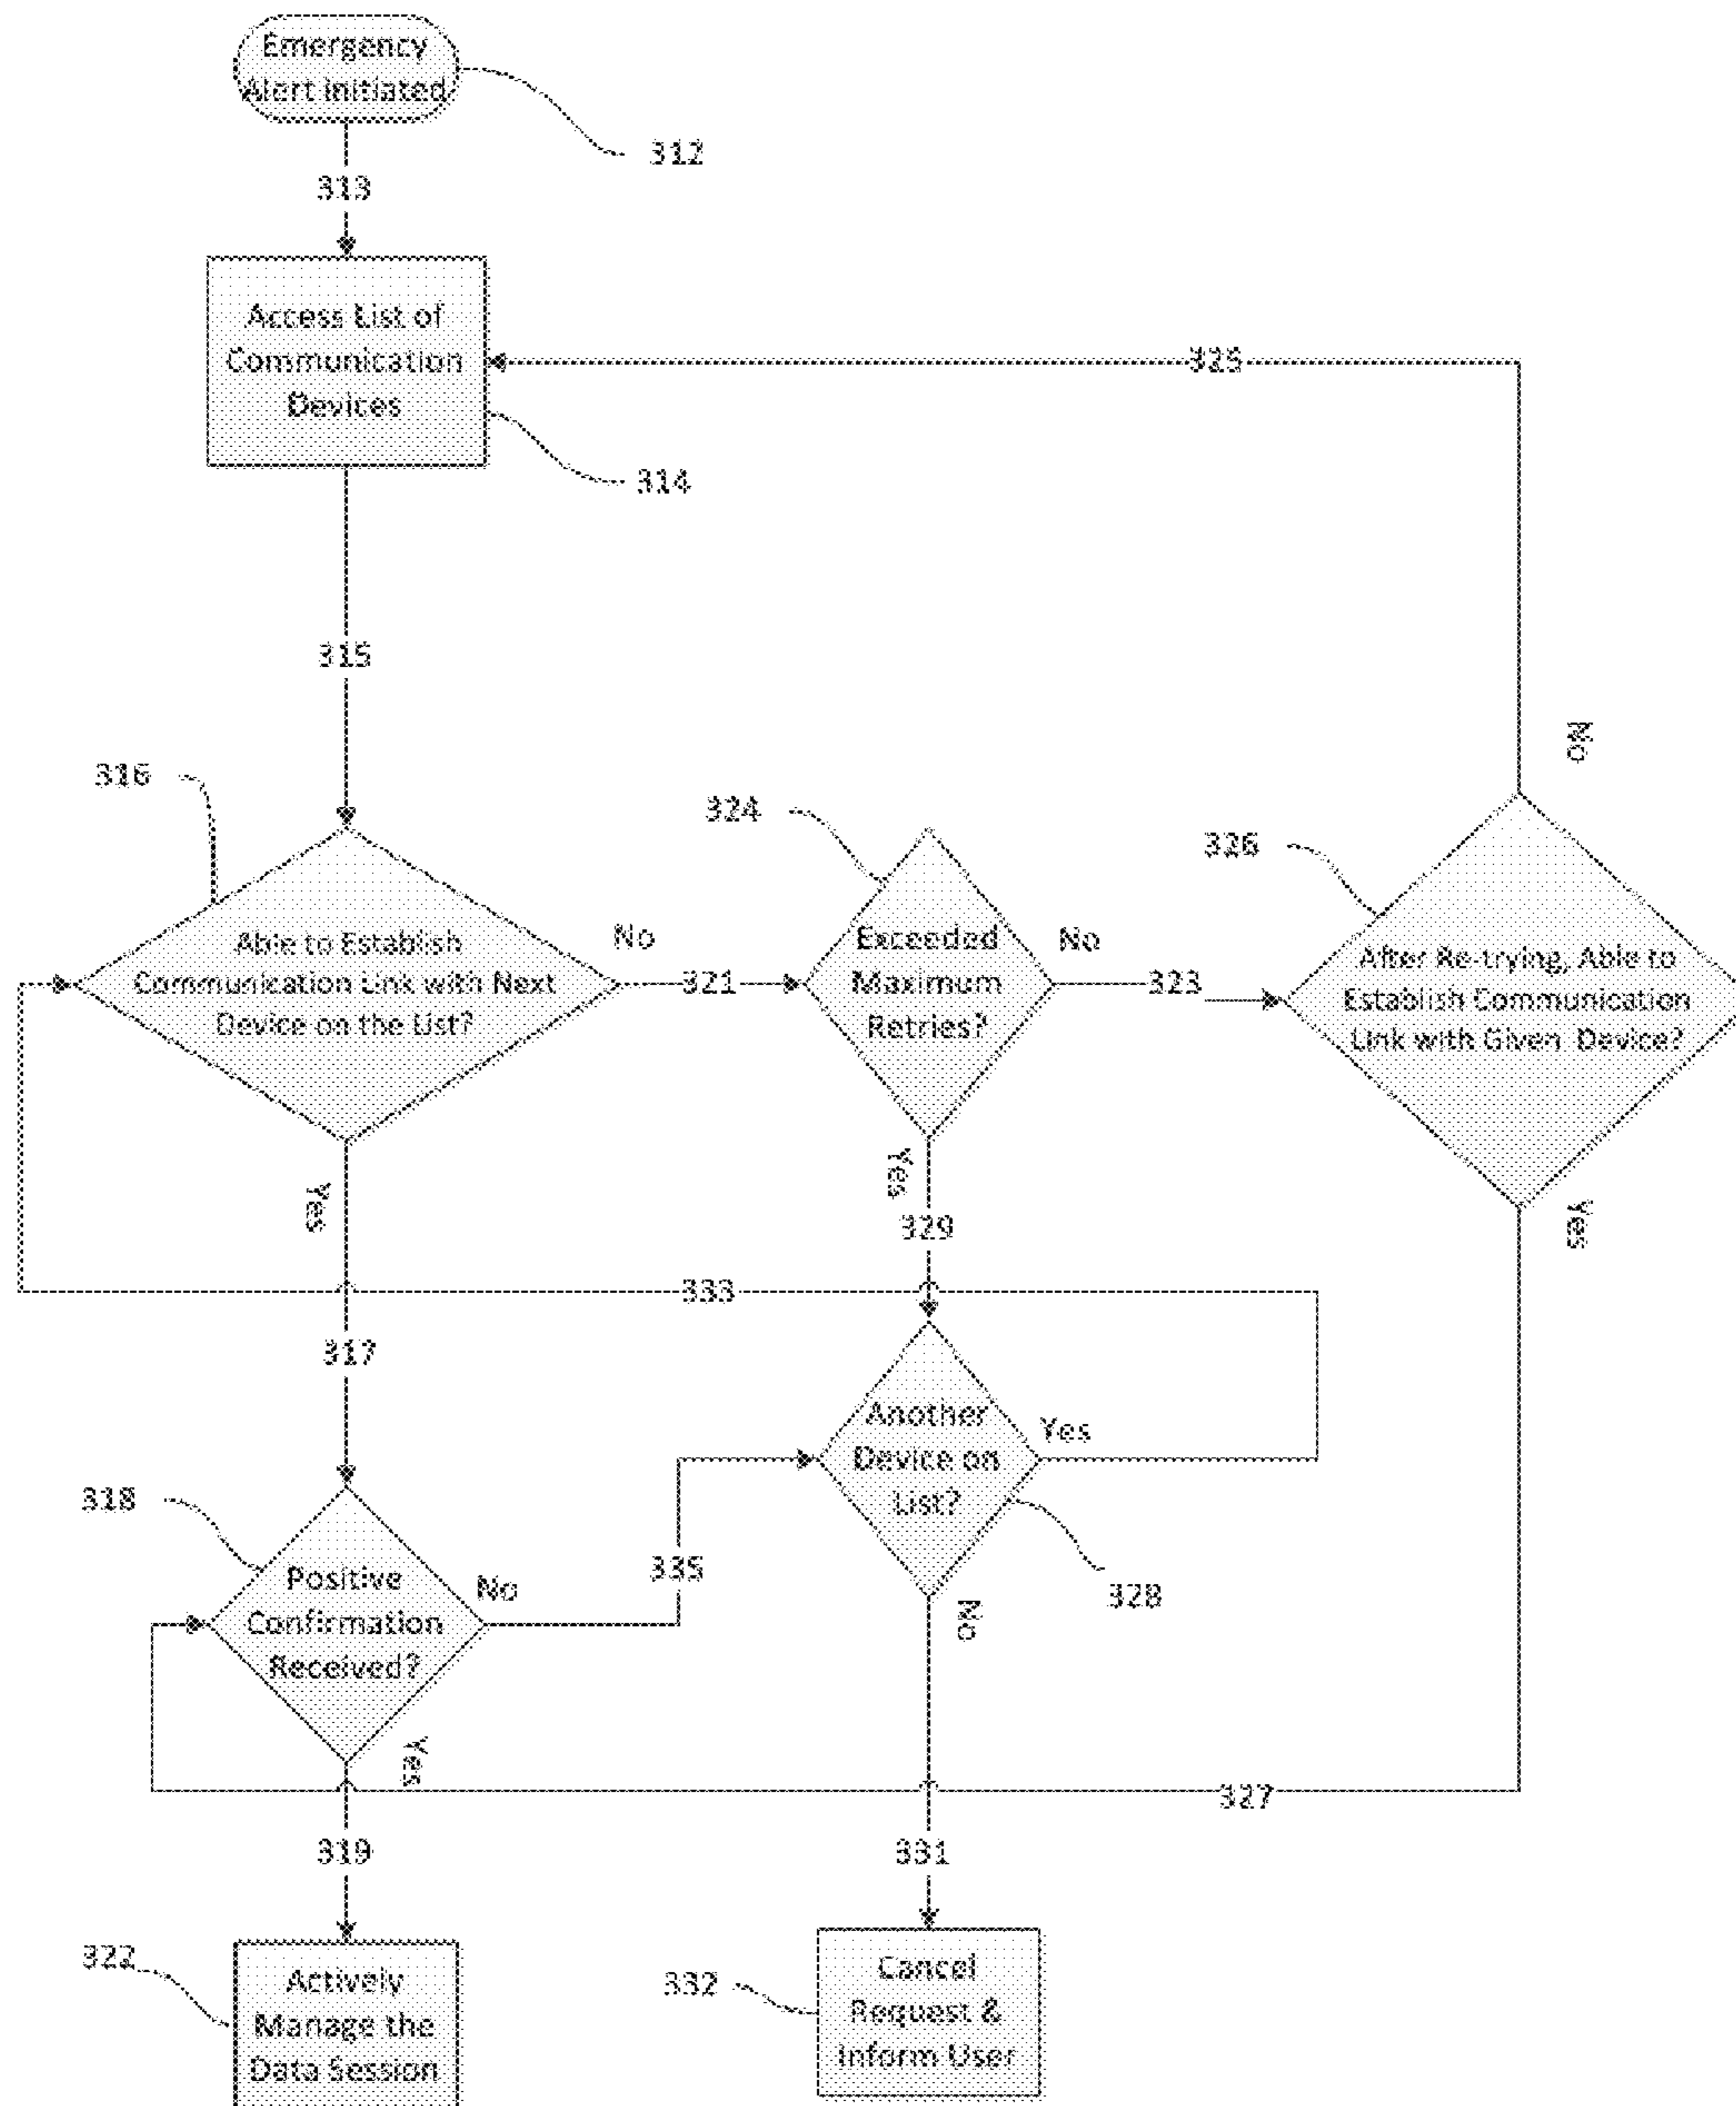 Emergency
Alert initiated
312
313
Access List of
Communication
Devices
325
314
315
No
316
324
326
Able to Establish
Communication Link with Next
Device on the List?
No
321
Exceeded
Maximum
Retries?
No
323
After Re-trying, Able to
Establish Communication
Link with Given Device?
Yes
Yes
Yes
329
333
317
Another
Device on
List?
Yes
318
Positive
Confirmation
Received?
No
335
328
No
Yes
327
319
331
322
Actively
Manage the
Data Session
332
Cancel
Request &
Inform User